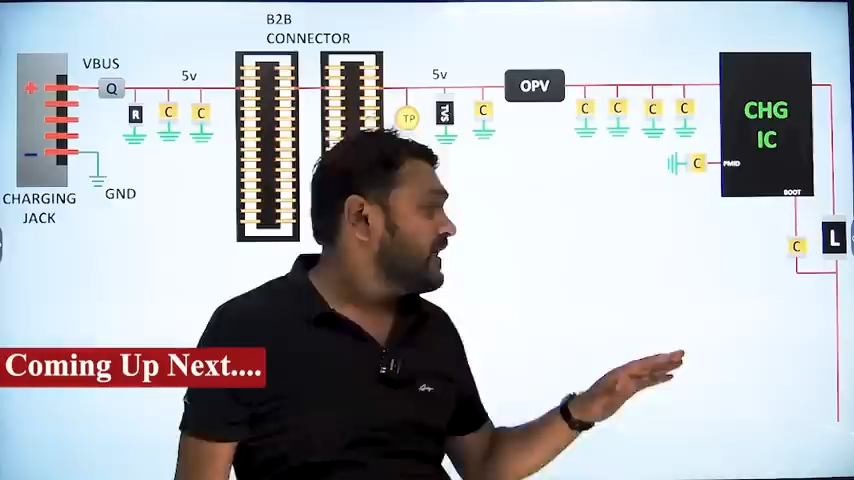 B2B
CONNECTOR
VBUS
5v
5v
Q
R
C
C
TP
TVS
C
OPV
C
C
C
C
CHG
IC
C
PMID
BOOT
GND
CHARGING
JACK
C
L
Coming Up Next....